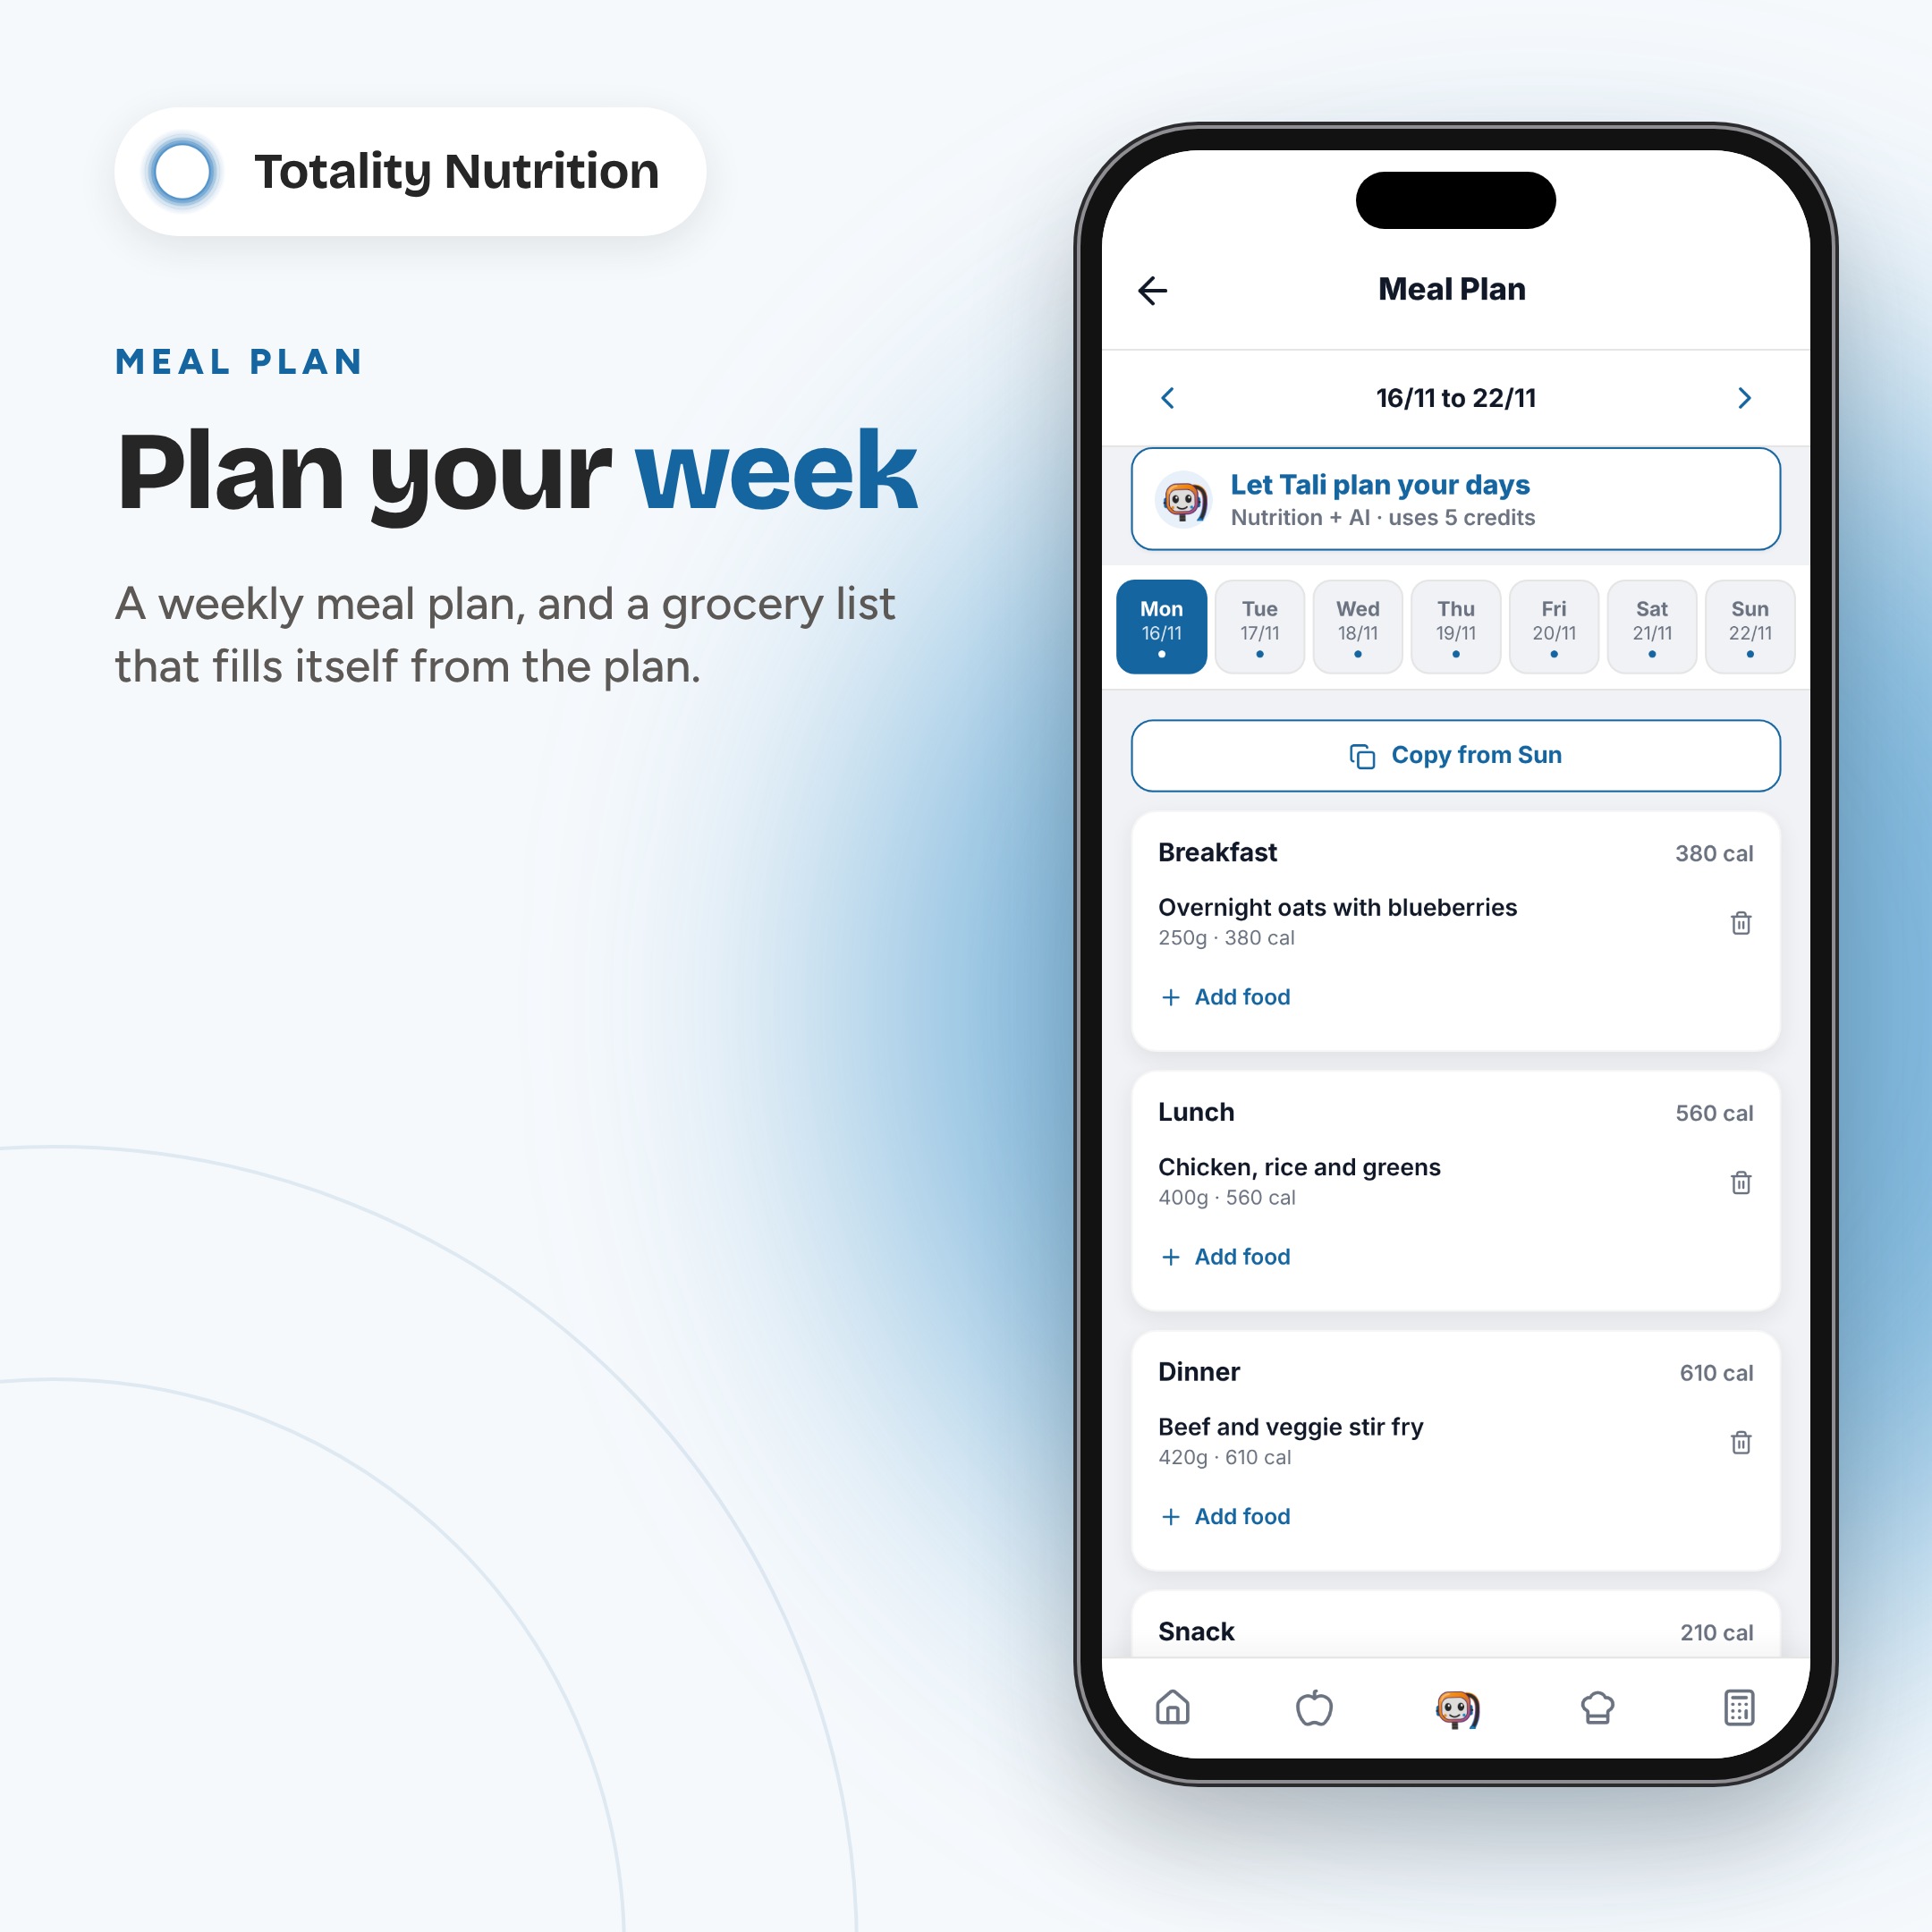 Totality Nutrition
MEAL PLAN
Plan your week
A weekly meal plan, and a grocery list
that fills itself from the plan.
Meal Plan
16/11 to 22/11
Let Tali plan your days
Nutrition + AI · uses 5 credits
Mon Tue Wed Thu Fri Sat Sun
16/11 17/11 18/11 19/11 20/11 21/11 22/11
Copy from Sun
Breakfast 380 cal
Overnight oats with blueberries
250g · 380 cal
+ Add food
Lunch 560 cal
Chicken, rice and greens
400g · 560 cal
+ Add food
Dinner 610 cal
Beef and veggie stir fry
420g · 610 cal
+ Add food
Snack 210 cal